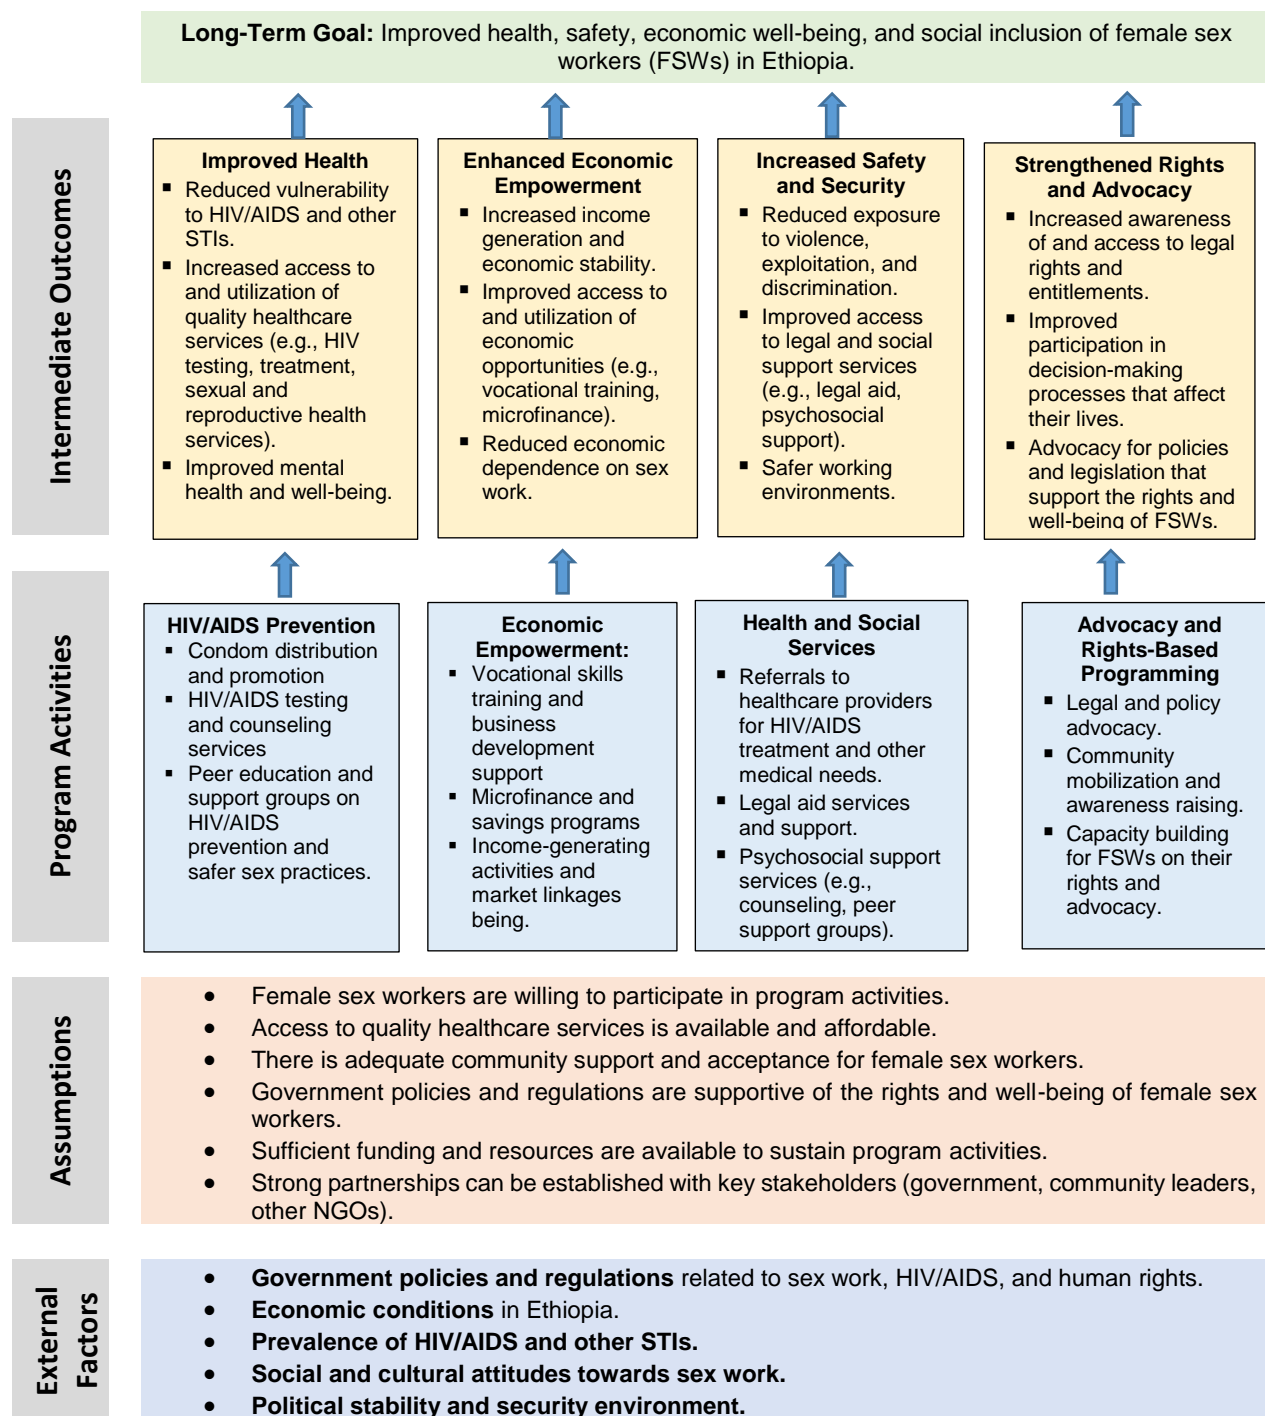 Long-Term Goal: Improved health, safety, economic well-being, and social inclusion of female sex
workers (FSWs) in Ethiopia.
Intermediate Outcomes
Improved Health
▪ Reduced vulnerability
to HIV/AIDS and other
STIs.
▪ Increased access to
and utilization of
quality healthcare
services (e.g., HIV
testing, treatment,
sexual and
reproductive health
services).
▪ Improved mental
health and well-being.
Enhanced Economic
Empowerment
▪ Increased income
generation and
economic stability.
▪ Improved access to
and utilization of
economic
opportunities (e.g.,
vocational training,
microfinance).
▪ Reduced economic
dependence on sex
work.
Increased Safety
and Security
▪ Reduced exposure
to violence,
exploitation, and
discrimination.
▪ Improved access
to legal and social
support services
(e.g., legal aid,
psychosocial
support).
▪ Safer working
environments.
Strengthened Rights
and Advocacy
▪ Increased awareness
of and access to legal
rights and
entitlements.
▪ Improved
participation in
decision-making
processes that affect
their lives.
▪ Advocacy for policies
and legislation that
support the rights and
well-being of FSWs.
Program Activities
HIV/AIDS Prevention
▪ Condom distribution
and promotion
▪ HIV/AIDS testing
and counseling
services
▪ Peer education and
support groups on
HIV/AIDS
prevention and
safer sex practices.
Economic
Empowerment:
▪ Vocational skills
training and
business
development
support
▪ Microfinance and
savings programs
▪ Income-generating
activities and
market linkages
being.
Health and Social
Services
▪ Referrals to
healthcare providers
for HIV/AIDS
treatment and other
medical needs.
▪ Legal aid services
and support.
▪ Psychosocial support
services (e.g.,
counseling, peer
support groups).
Advocacy and
Rights-Based
Programming
▪ Legal and policy
advocacy.
▪ Community
mobilization and
awareness raising.
▪ Capacity building
for FSWs on their
rights and
advocacy.
Assumptions
• Female sex workers are willing to participate in program activities.
• Access to quality healthcare services is available and affordable.
• There is adequate community support and acceptance for female sex workers.
• Government policies and regulations are supportive of the rights and well-being of female sex
workers.
• Sufficient funding and resources are available to sustain program activities.
• Strong partnerships can be established with key stakeholders (government, community leaders,
other NGOs).
External
Factors
• Government policies and regulations related to sex work, HIV/AIDS, and human rights.
• Economic conditions in Ethiopia.
• Prevalence of HIV/AIDS and other STIs.
• Social and cultural attitudes towards sex work.
• Political stability and security environment.